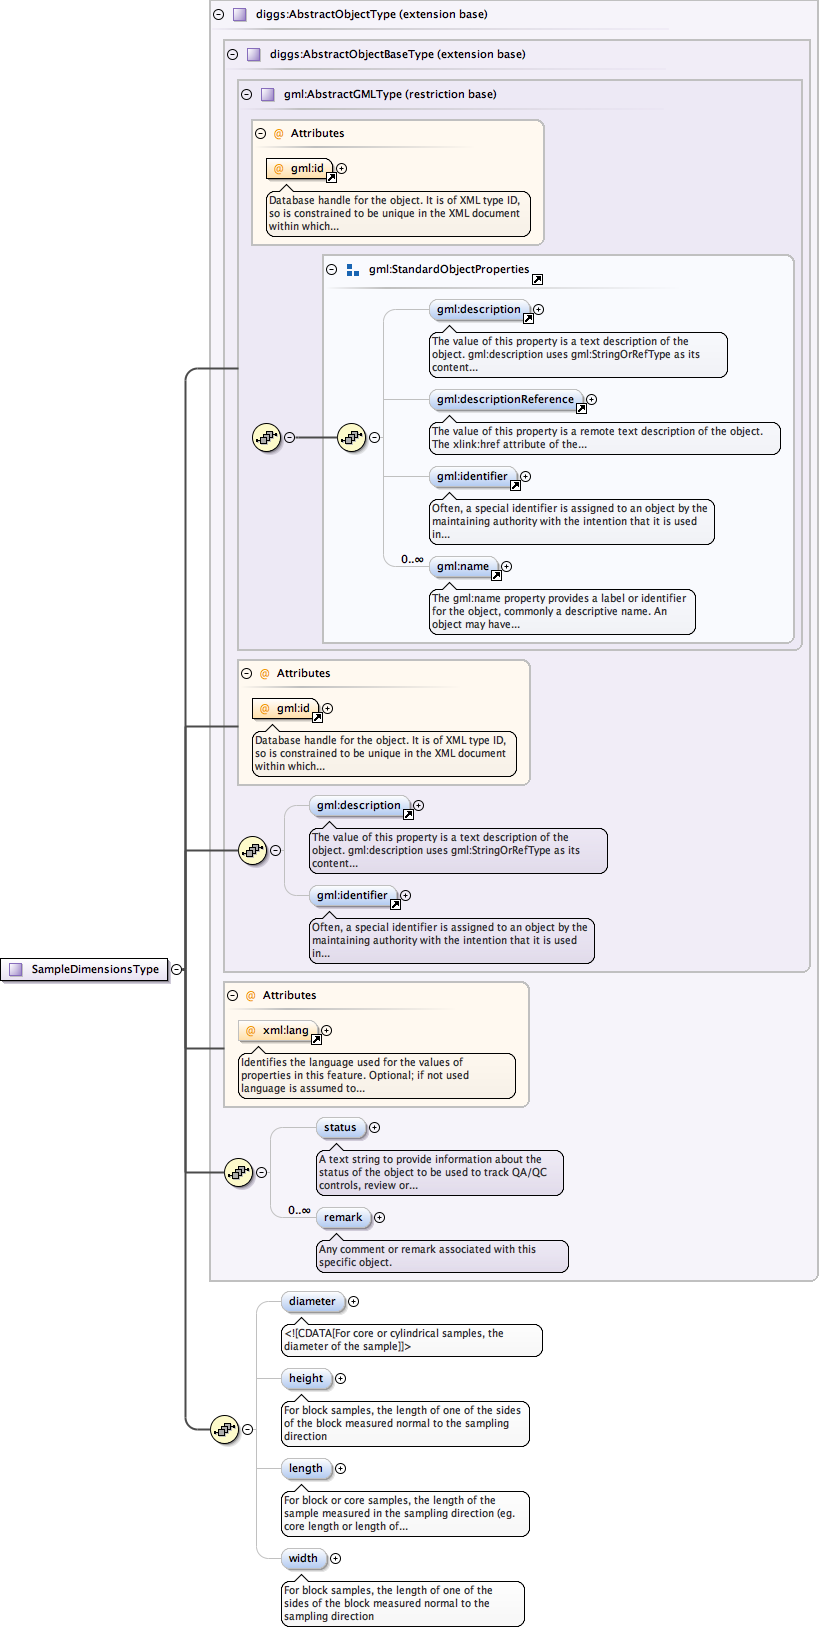 diggs:AbstractObjectType (extension base)
diggs:AbstractObjectBaseType (extension base)
gml:AbstractGMLType (restriction base)
@ Attributes
@ gml:id
Database handle for the object. It is of XML type ID,
so is constrained to be unique in the XML document
within which...
gml:StandardObjectProperties
gml:description
The value of this property is a text description of the
object. gml:description uses gml:StringOrRefType as its
content...
gml:descriptionReference
The value of this property is a remote text description of the object.
The xlink:href attribute of the...
gml:identifier
Often, a special identifier is assigned to an object by the
maintaining authority with the intention that it is used
in...
0..∞
gml:name
The gml:name property provides a label or identifier
for the object, commonly a descriptive name. An
object may have...
@ Attributes
@ gml:id
Database handle for the object. It is of XML type ID,
so is constrained to be unique in the XML document
within which...
gml:description
The value of this property is a text description of the
object. gml:description uses gml:StringOrRefType as its
content...
gml:identifier
Often, a special identifier is assigned to an object by the
maintaining authority with the intention that it is used
in...
SampleDimensionsType
@ Attributes
@ xml:lang
Identifies the language used for the values of
properties in this feature. Optional; if not used
language is assumed to...
status
A text string to provide information about the
status of the object to be used to track QA/QC
controls, review or...
0..∞
remark
Any comment or remark associated with this
specific object.
diameter
<![CDATA[For core or cylindrical samples, the
diameter of the sample]]>
height
For block samples, the length of one of the sides
of the block measured normal to the sampling
direction
length
For block or core samples, the length of the
sample measured in the sampling direction (eg.
core length or length of...
width
For block samples, the length of one of the
sides of the block measured normal to the
sampling direction